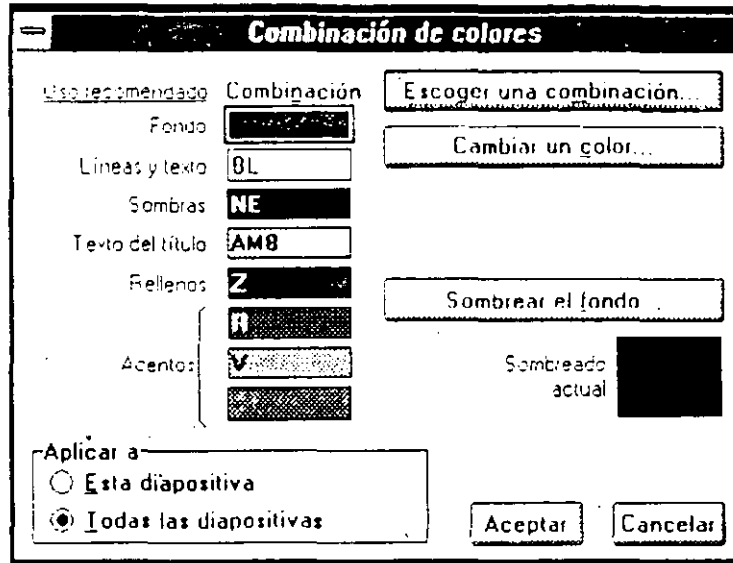 Combinación de colores
Uso recomendado Combinación
Escoger una combinación...
Fondo
Cambiar un color...
Líneas y texto BL
Sombras NE
Texto del título AM8
Rellenos Z
Sombrear el fondo
R
Acentos V
Sombreado
actual
Aplicar a
Esta diapositiva
Todas las diapositivas
Aceptar Cancelar